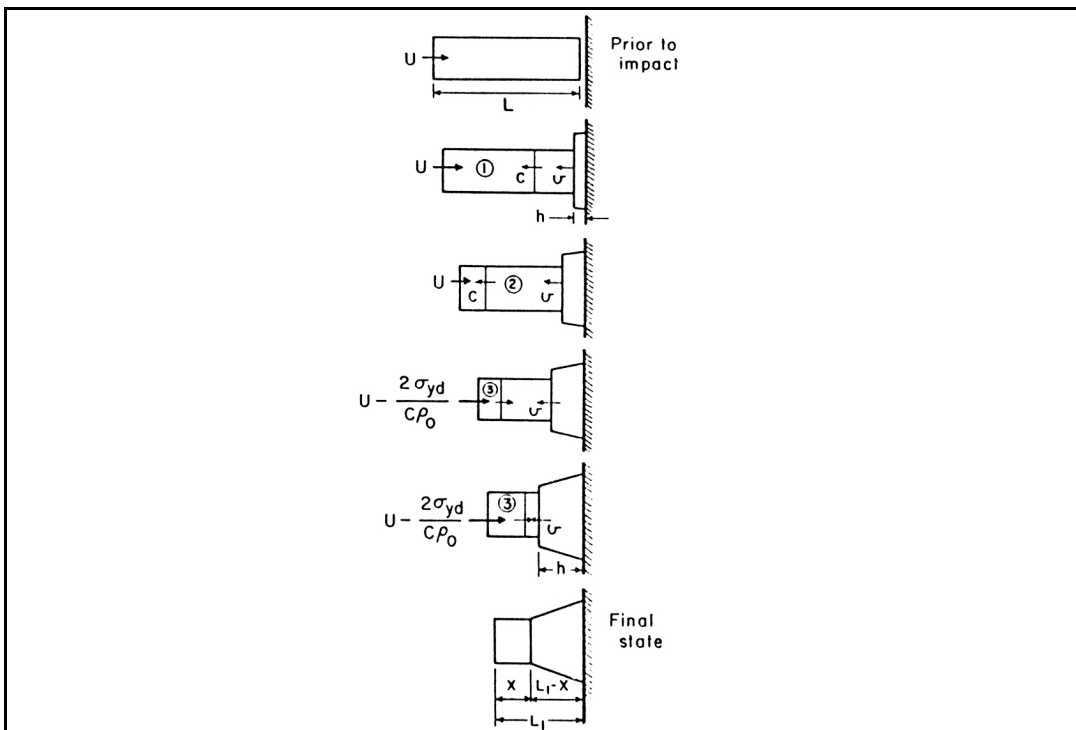 Prior to
impact
U
L
U
①
C
υ
h
U
C
②
υ
U - 2σyd / Cρ0
③
υ
U - 2σyd / Cρ0
③
υ
h
Final
state
X
L1-X
L1